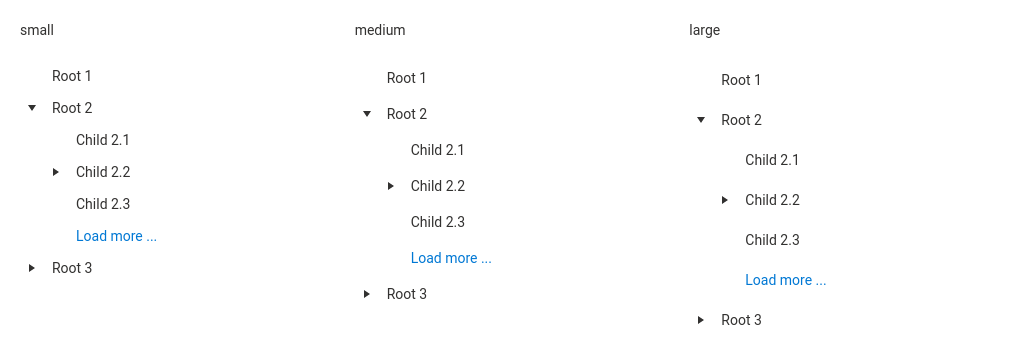 small
Root 1
Root 2
Child 2.1
Child 2.2
Child 2.3
Load more ...
Root 3
medium
Root 1
Root 2
Child 2.1
Child 2.2
Child 2.3
Load more ...
Root 3
large
Root 1
Root 2
Child 2.1
Child 2.2
Child 2.3
Load more ...
Root 3